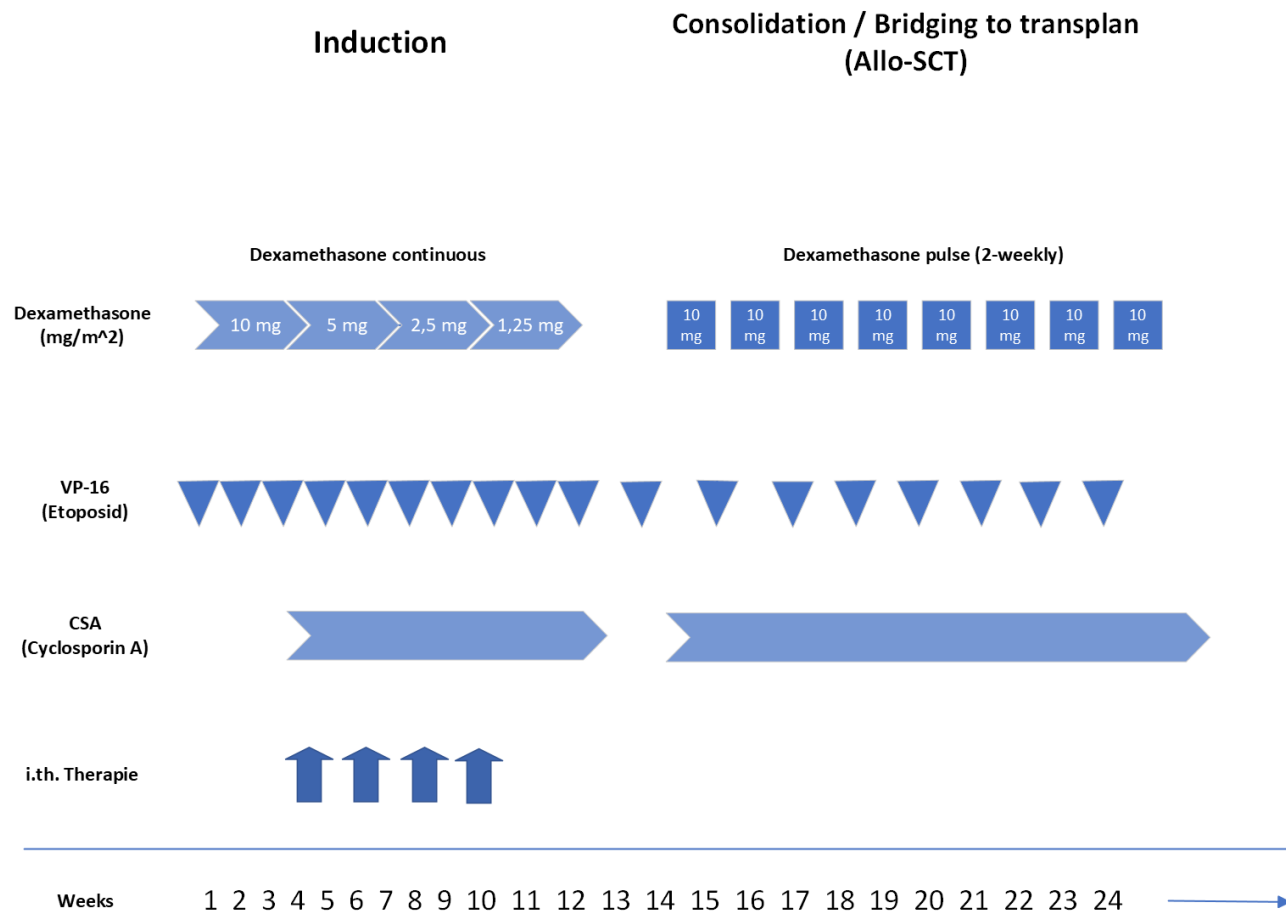 Induction
Consolidation / Bridging to transplan
(Allo-SCT)
Dexamethasone continuous
Dexamethasone pulse (2-weekly)
Dexamethasone
(mg/m^2)
10 mg
5 mg
2,5 mg
1,25 mg
10
mg
10
mg
10
mg
10
mg
10
mg
10
mg
10
mg
10
mg
VP-16
(Etoposid)
CSA
(Cyclosporin A)
i.th. Therapie
Weeks
1 2 3 4 5 6 7 8 9 10 11 12 13 14 15 16 17 18 19 20 21 22 23 24